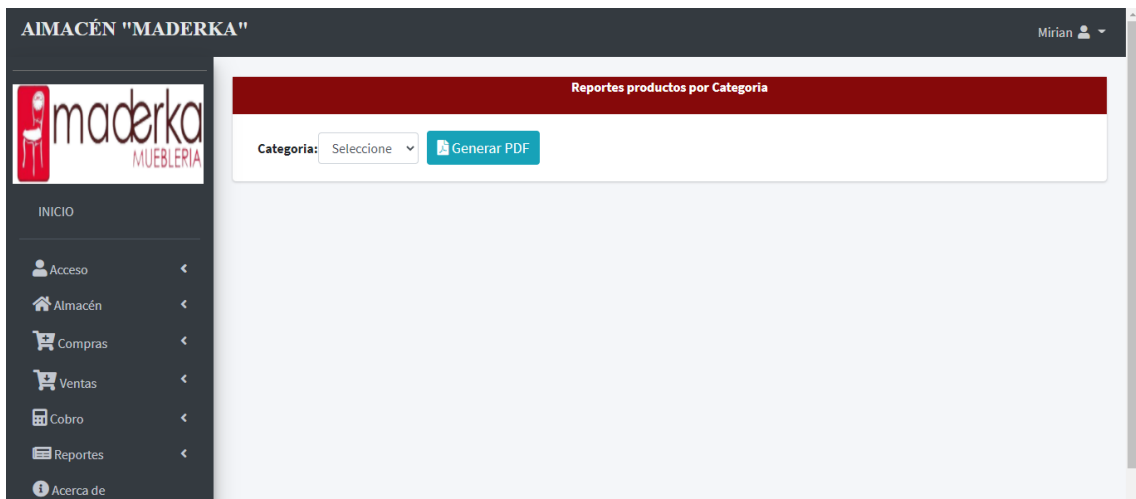 AlMACÉN "MADERKA"
Mirian
maderka
MUEBLERIA
INICIO
Acceso
Almacén
Compras
Ventas
Cobro
Reportes
Acerca de
Reportes productos por Categoria
Categoria: Seleccione Generar PDF